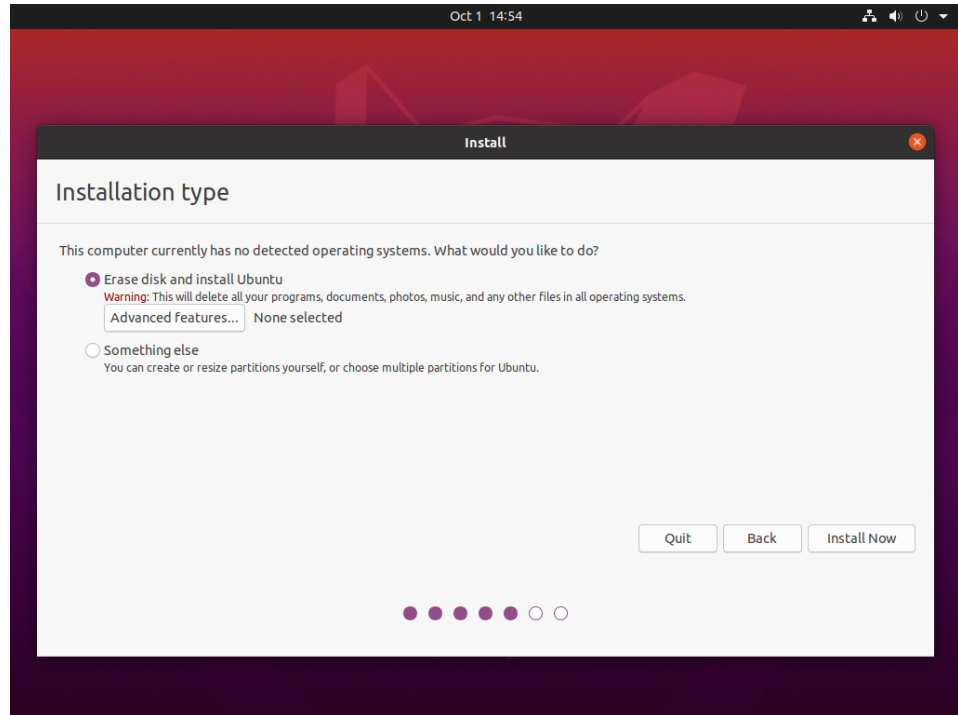 Oct 1 14:54
Install
Installation type
This computer currently has no detected operating systems. What would you like to do?
Erase disk and install Ubuntu
Warning: This will delete all your programs, documents, photos, music, and any other files in all operating systems.
Advanced features... None selected
Something else
You can create or resize partitions yourself, or choose multiple partitions for Ubuntu.
Quit Back Install Now